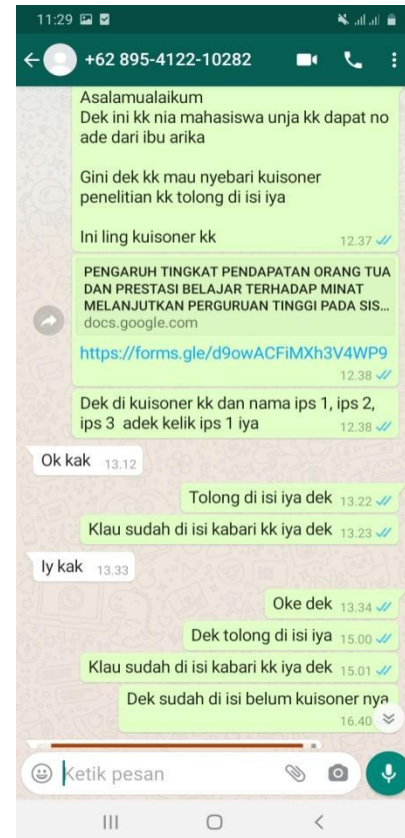 11:29
+62 895-4122-10282
Asalamualaikum
Dek ini kk nia mahasiswa unja kk dapat no
ade dari ibu arika
Gini dek kk mau nyebari kuisoner
penelitian kk tolong di isi iya
Ini ling kuisoner kk
12.37
PENGARUH TINGKAT PENDAPATAN ORANG TUA
DAN PRESTASI BELAJAR TERHADAP MINAT
MELANJUTKAN PERGURUAN TINGGI PADA SIS...
docs.google.com
https://forms.gle/d9owACFiMXh3V4WP9
12.38
Dek di kuisoner kk dan nama ips 1, ips 2,
ips 3 adek kelik ips 1 iya
12.38
Ok kak 13.12
Tolong di isi iya dek 13.22
Klau sudah di isi kabari kk iya dek 13.23
Iy kak 13.33
Oke dek 13.34
Dek tolong di isi iya 15.00
Klau sudah di isi kabari kk iya dek 15.01
Dek sudah di isi belum kuisoner nya
16.40
Ketik pesan